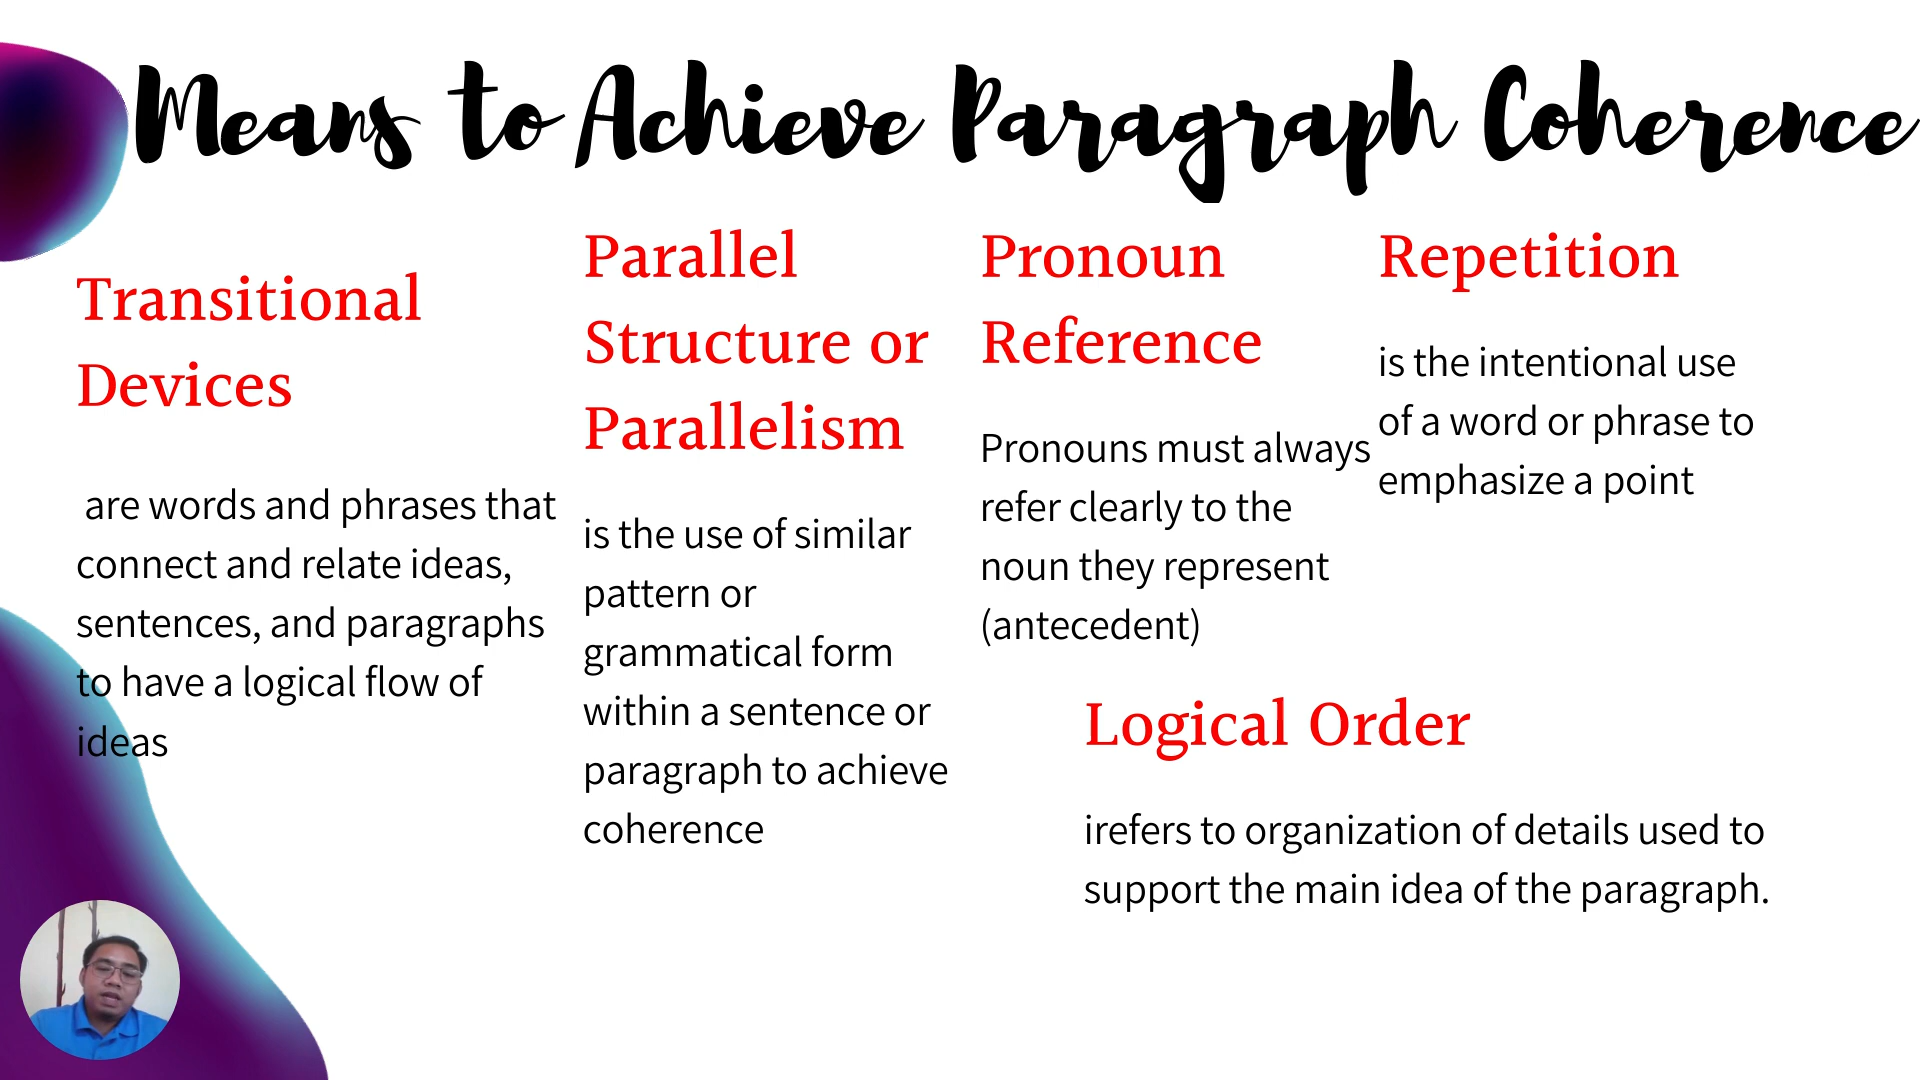 Means to Achieve Paragraph Coherence
Transitional
Devices
are words and phrases that
connect and relate ideas,
sentences, and paragraphs
to have a logical flow of
ideas
Parallel
Structure or
Parallelism
is the use of similar
pattern or
grammatical form
within a sentence or
paragraph to achieve
coherence
Pronoun
Reference
Pronouns must always
refer clearly to the
noun they represent
(antecedent)
Repetition
is the intentional use
of a word or phrase to
emphasize a point
Logical Order
irefers to organization of details used to
support the main idea of the paragraph.